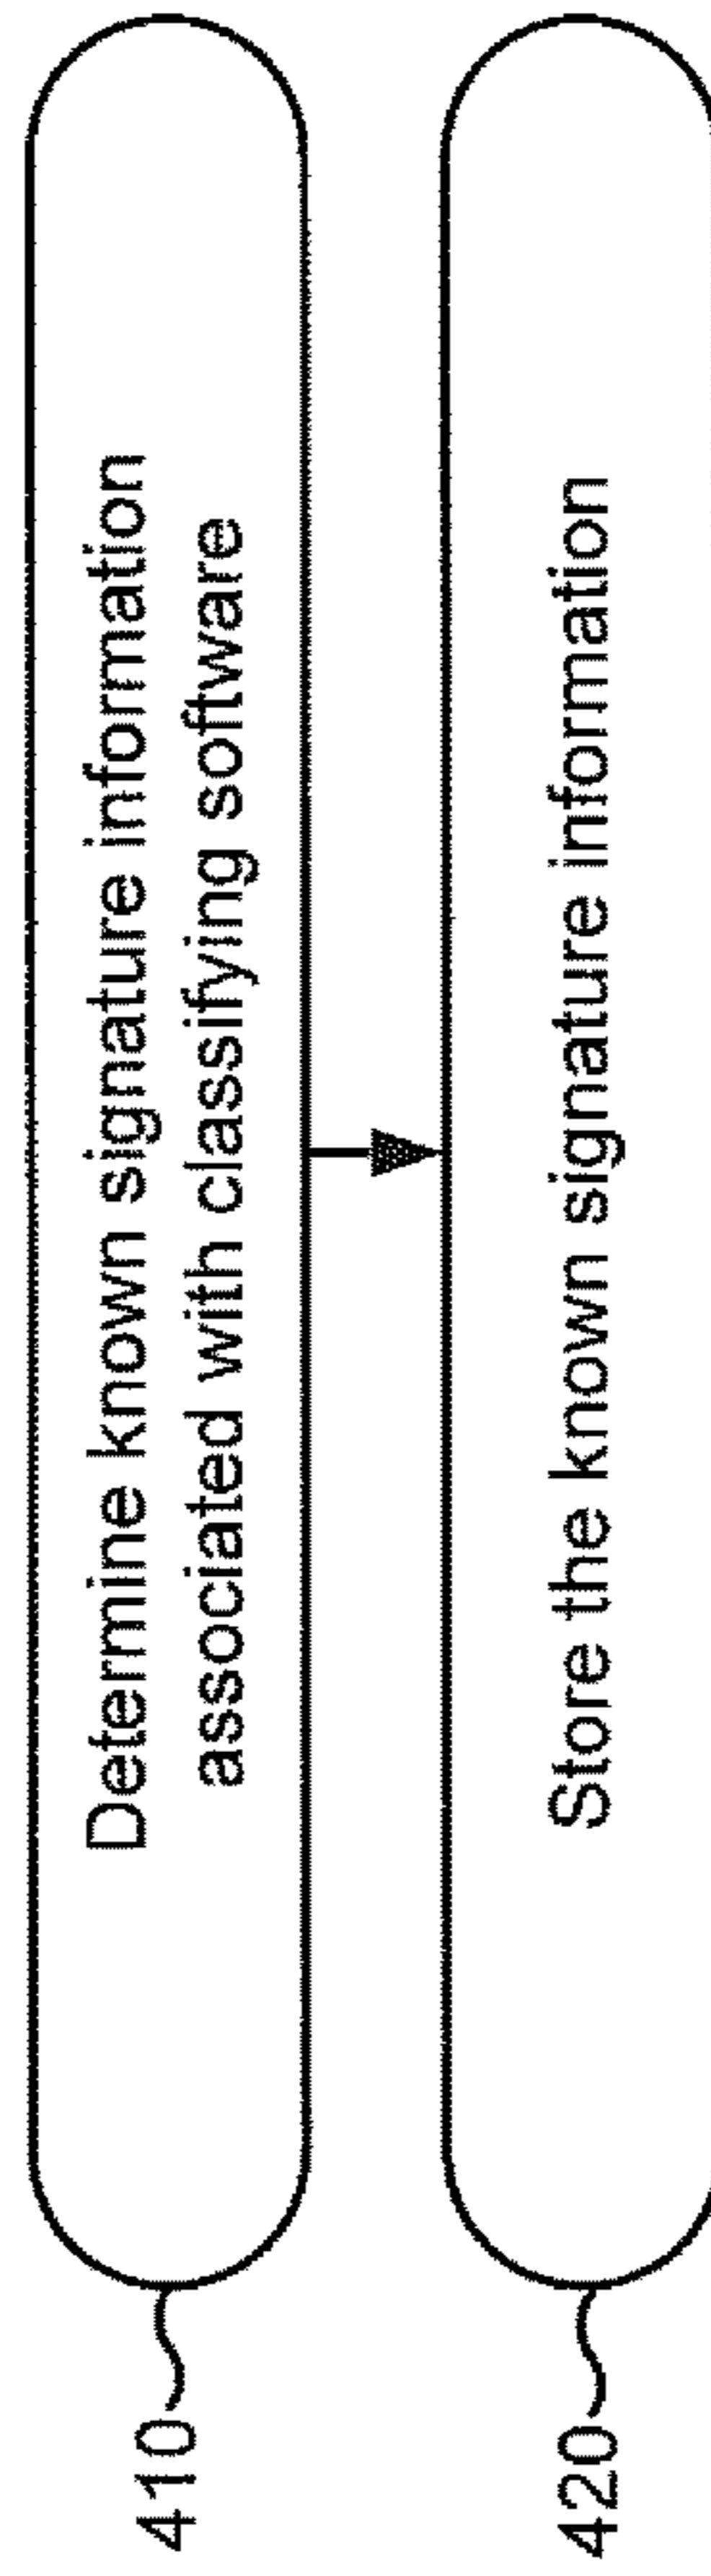 410
Determine known signature information
associated with classifying software
420
Store the known signature information